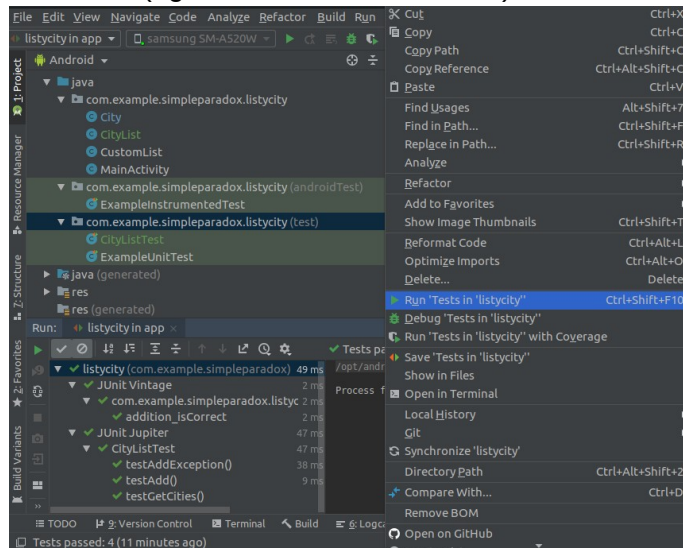 File Edit View Navigate Code Analyze Refactor Build Run
listycity in app
samsung SM-A520W
Android
1: Project
Resource Manager
7: Structure
2: Favorites
Build Variants
java
com.example.simpleparadox.listycity
City
CityList
CustomList
MainActivity
com.example.simpleparadox.listycity (androidTest)
ExampleInstrumentedTest
com.example.simpleparadox.listycity (test)
CityListTest
ExampleUnitTest
java (generated)
res
res (generated)
Run: listycity in app
Tests pa
listycity (com.example.simpleparadox) 49 ms
/opt/andr
JUnit Vintage 2 ms
com.example.simpleparadox.listyc 2 ms
Process f
addition_isCorrect 2 ms
JUnit Jupiter 47 ms
CityListTest 47 ms
testAddException() 38 ms
testAdd() 9 ms
testGetCities()
TODO 9: Version Control Terminal Build 6: Logca
Tests passed: 4 (11 minutes ago)
Cut Ctrl+X
Copy Ctrl+C
Copy Path Ctrl+Shift+C
Copy Reference Ctrl+Alt+Shift+C
Paste Ctrl+V
Find Usages Alt+Shift+7
Find in Path... Ctrl+Shift+F
Replace in Path... Ctrl+Shift+R
Analyze
Refactor
Add to Favorites
Show Image Thumbnails Ctrl+Shift+T
Reformat Code Ctrl+Alt+L
Optimize Imports Ctrl+Alt+O
Delete... Delete
Run 'Tests in 'listycity'' Ctrl+Shift+F10
Debug 'Tests in 'listycity''
Run 'Tests in 'listycity'' with Coverage
Save 'Tests in 'listycity''
Show in Files
Open in Terminal
Local History
Git
Synchronize 'listycity'
Directory Path Ctrl+Alt+Shift+2
Compare With... Ctrl+D
Remove BOM
Open on GitHub